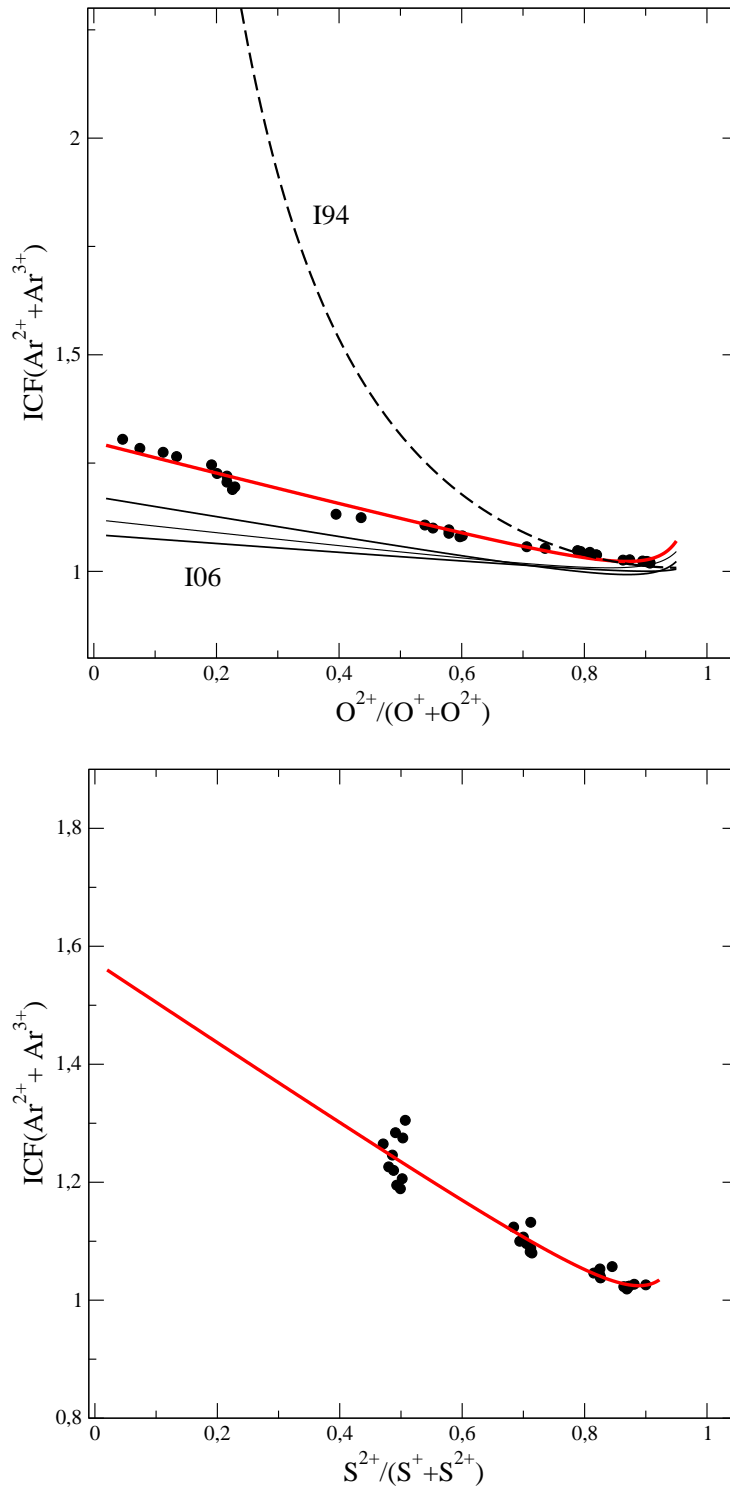 2
1,5
1
ICF(Ar²⁺+Ar³⁺)
I94
I06
0 0,2 0,4 0,6 0,8 1
O²⁺/(O⁺+O²⁺)
1,8
1,6
1,4
1,2
1
0,8
ICF(Ar²⁺+ Ar³⁺)
0 0,2 0,4 0,6 0,8 1
S²⁺/(S⁺+S²⁺)